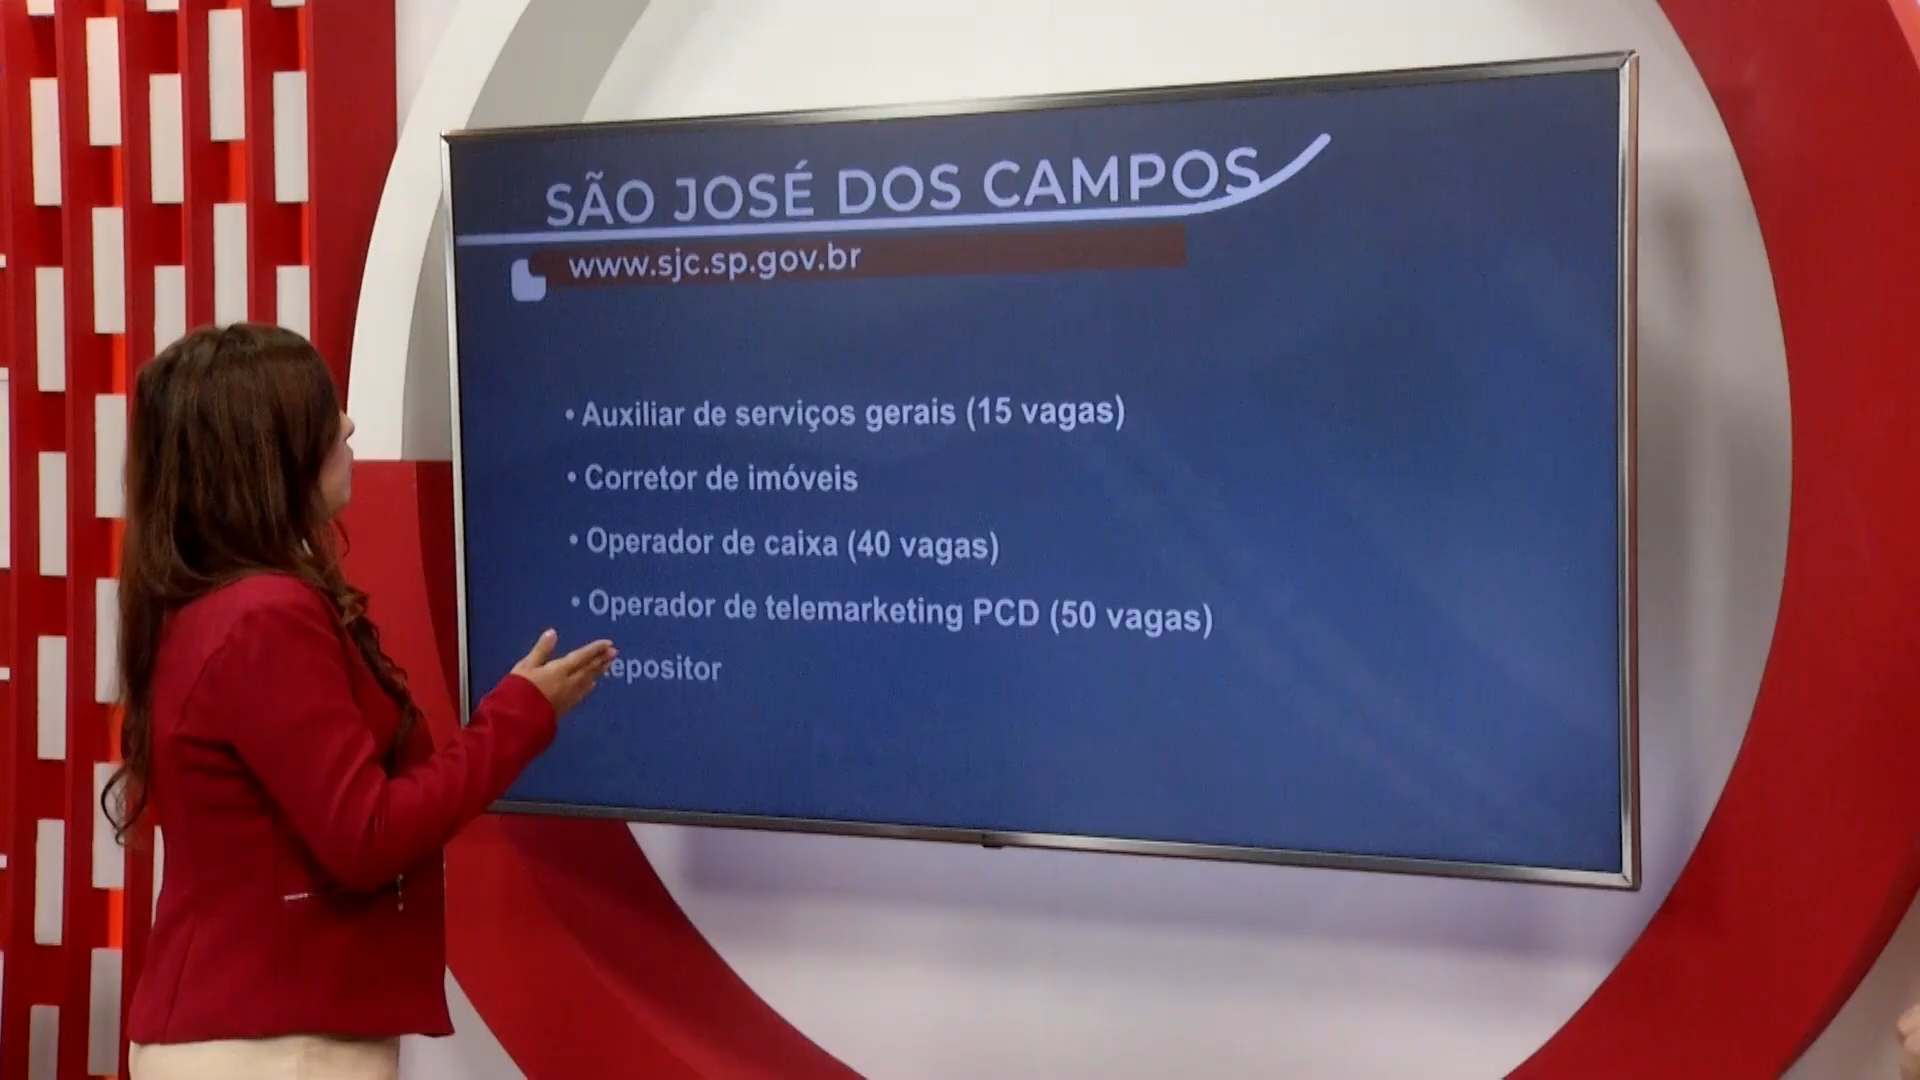 SÃO JOSÉ DOS CAMPOS
www.sjc.sp.gov.br
• Auxiliar de serviços gerais (15 vagas)
• Corretor de imóveis
• Operador de caixa (40 vagas)
• Operador de telemarketing PCD (50 vagas)
epositor